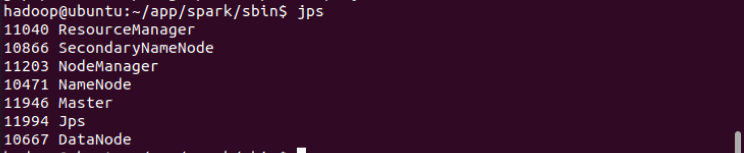 hadoop@ubuntu:~/app/spark/sbin$ jps
11040 ResourceManager
10866 SecondaryNameNode
11203 NodeManager
10471 NameNode
11946 Master
11994 Jps
10667 DataNode